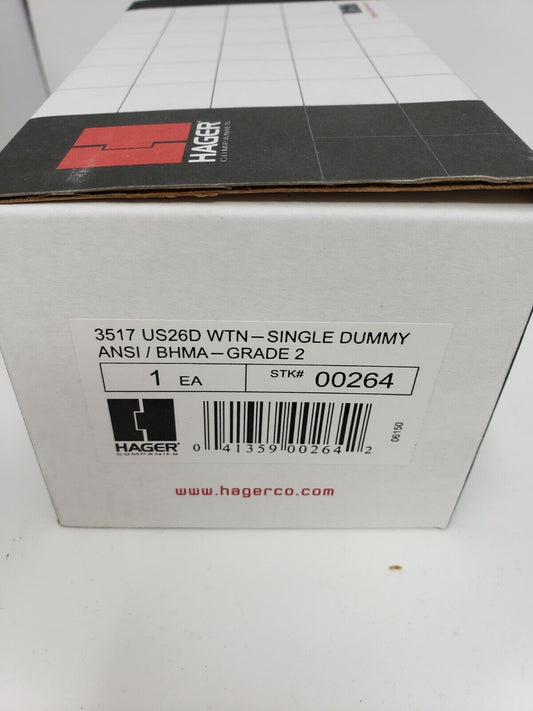 HAGER
COMPANIES
3517 US26D WTN–SINGLE DUMMY
ANSI / BHMA–GRADE 2
1 EA
STK# 00264
HAGER
COMPANIES
0 41359 00264 2
06150
www.hagerco.com